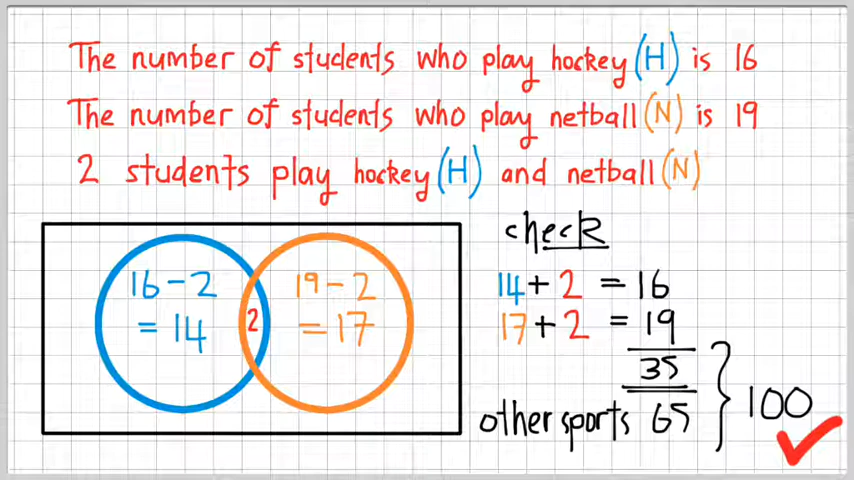 The number of students who play hockey (H) is 16
The number of students who play netball (N) is 19
2 students play hockey (H) and netball (N)
16-2
= 14
2
19-2
= 17
check
14+2 = 16
17+2 = 19
35
other sports 65
100